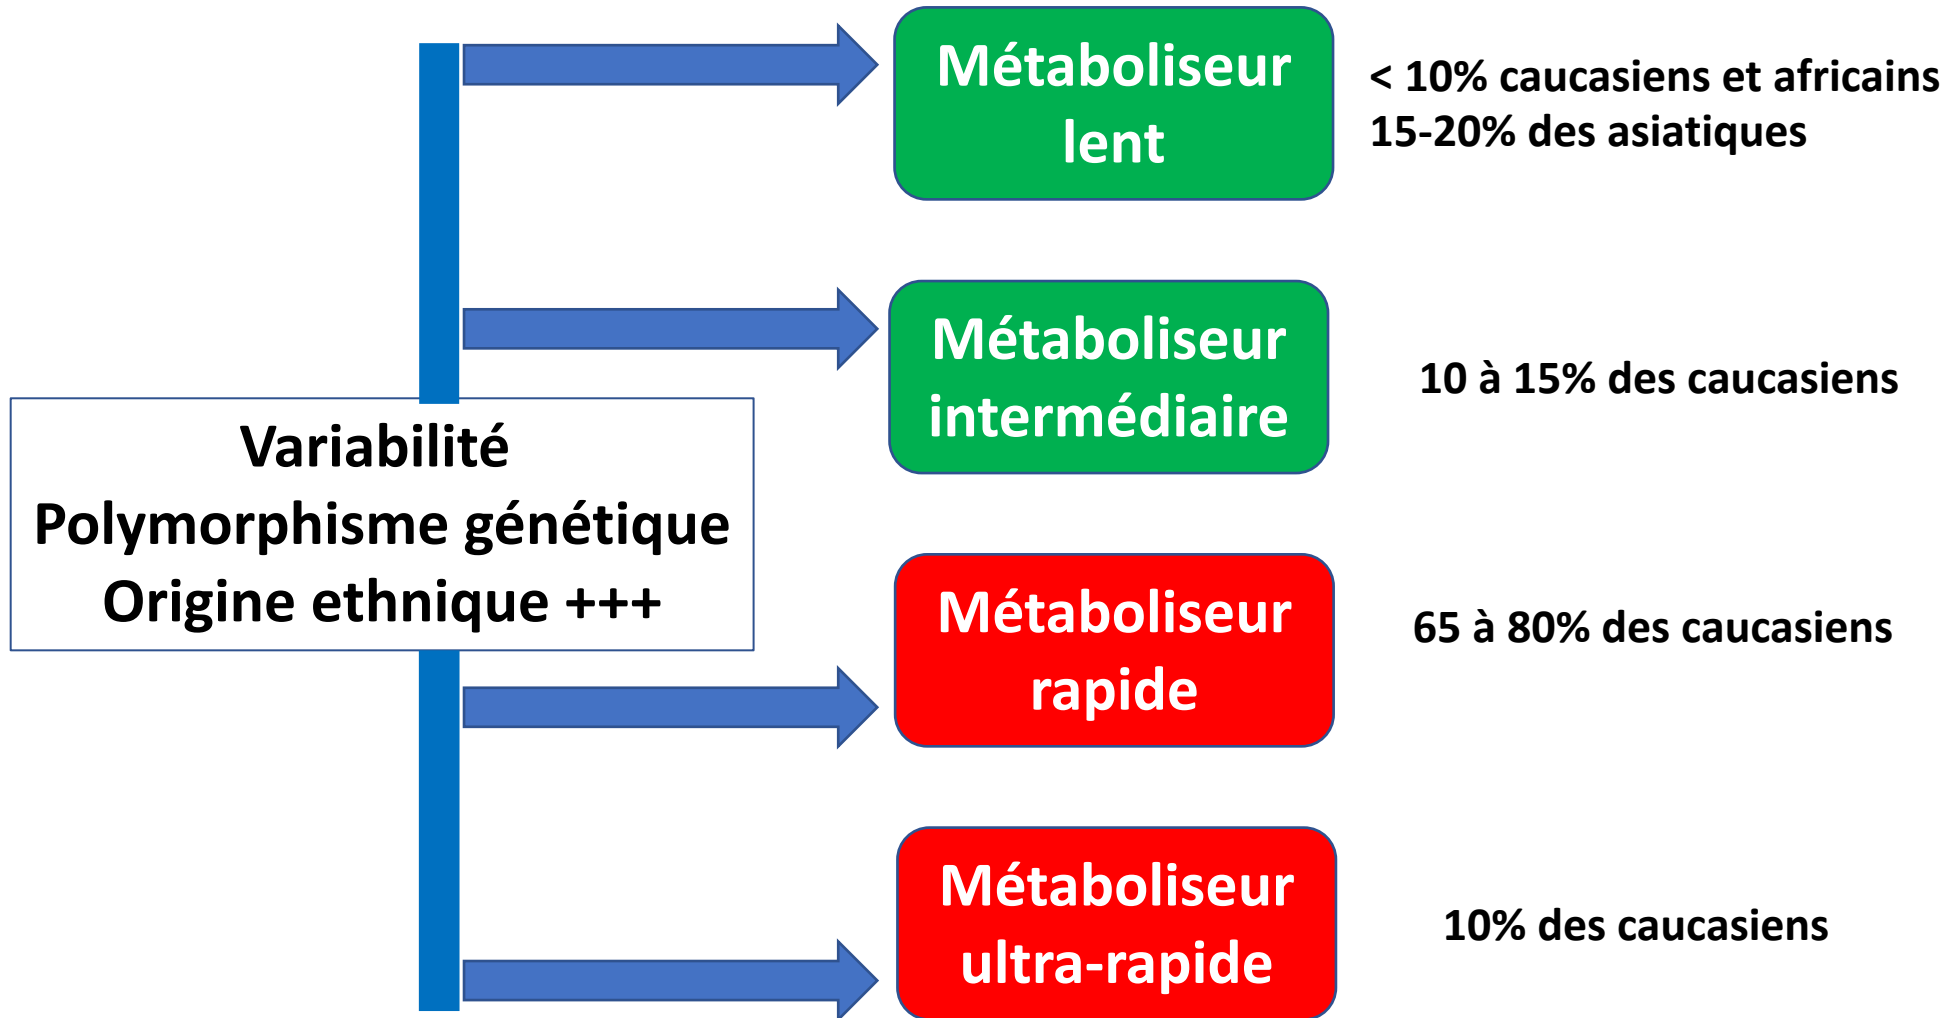 Métaboliseur
lent
< 10% caucasiens et africains
15-20% des asiatiques
Métaboliseur
intermédiaire
10 à 15% des caucasiens
Variabilité
Polymorphisme génétique
Origine ethnique +++
Métaboliseur
rapide
65 à 80% des caucasiens
Métaboliseur
ultra-rapide
10% des caucasiens